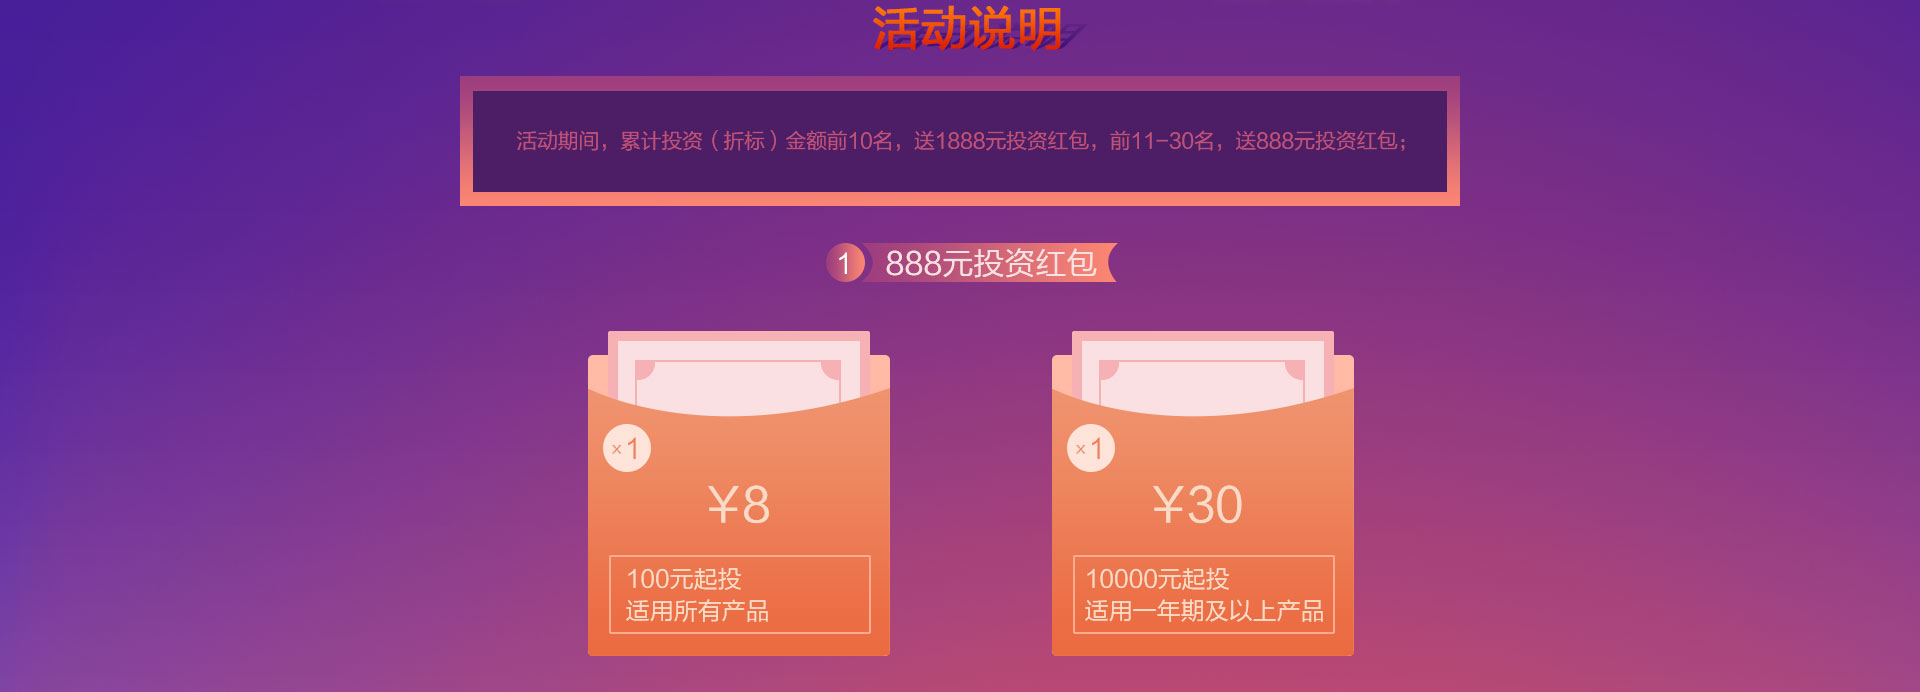 活动说明
活动期间，累计投资（折标）金额前10名，送1888元投资红包，前11-30名，送888元投资红包；
1 888元投资红包
×1
¥8
100元起投
适用所有产品
×1
¥30
10000元起投
适用一年期及以上产品